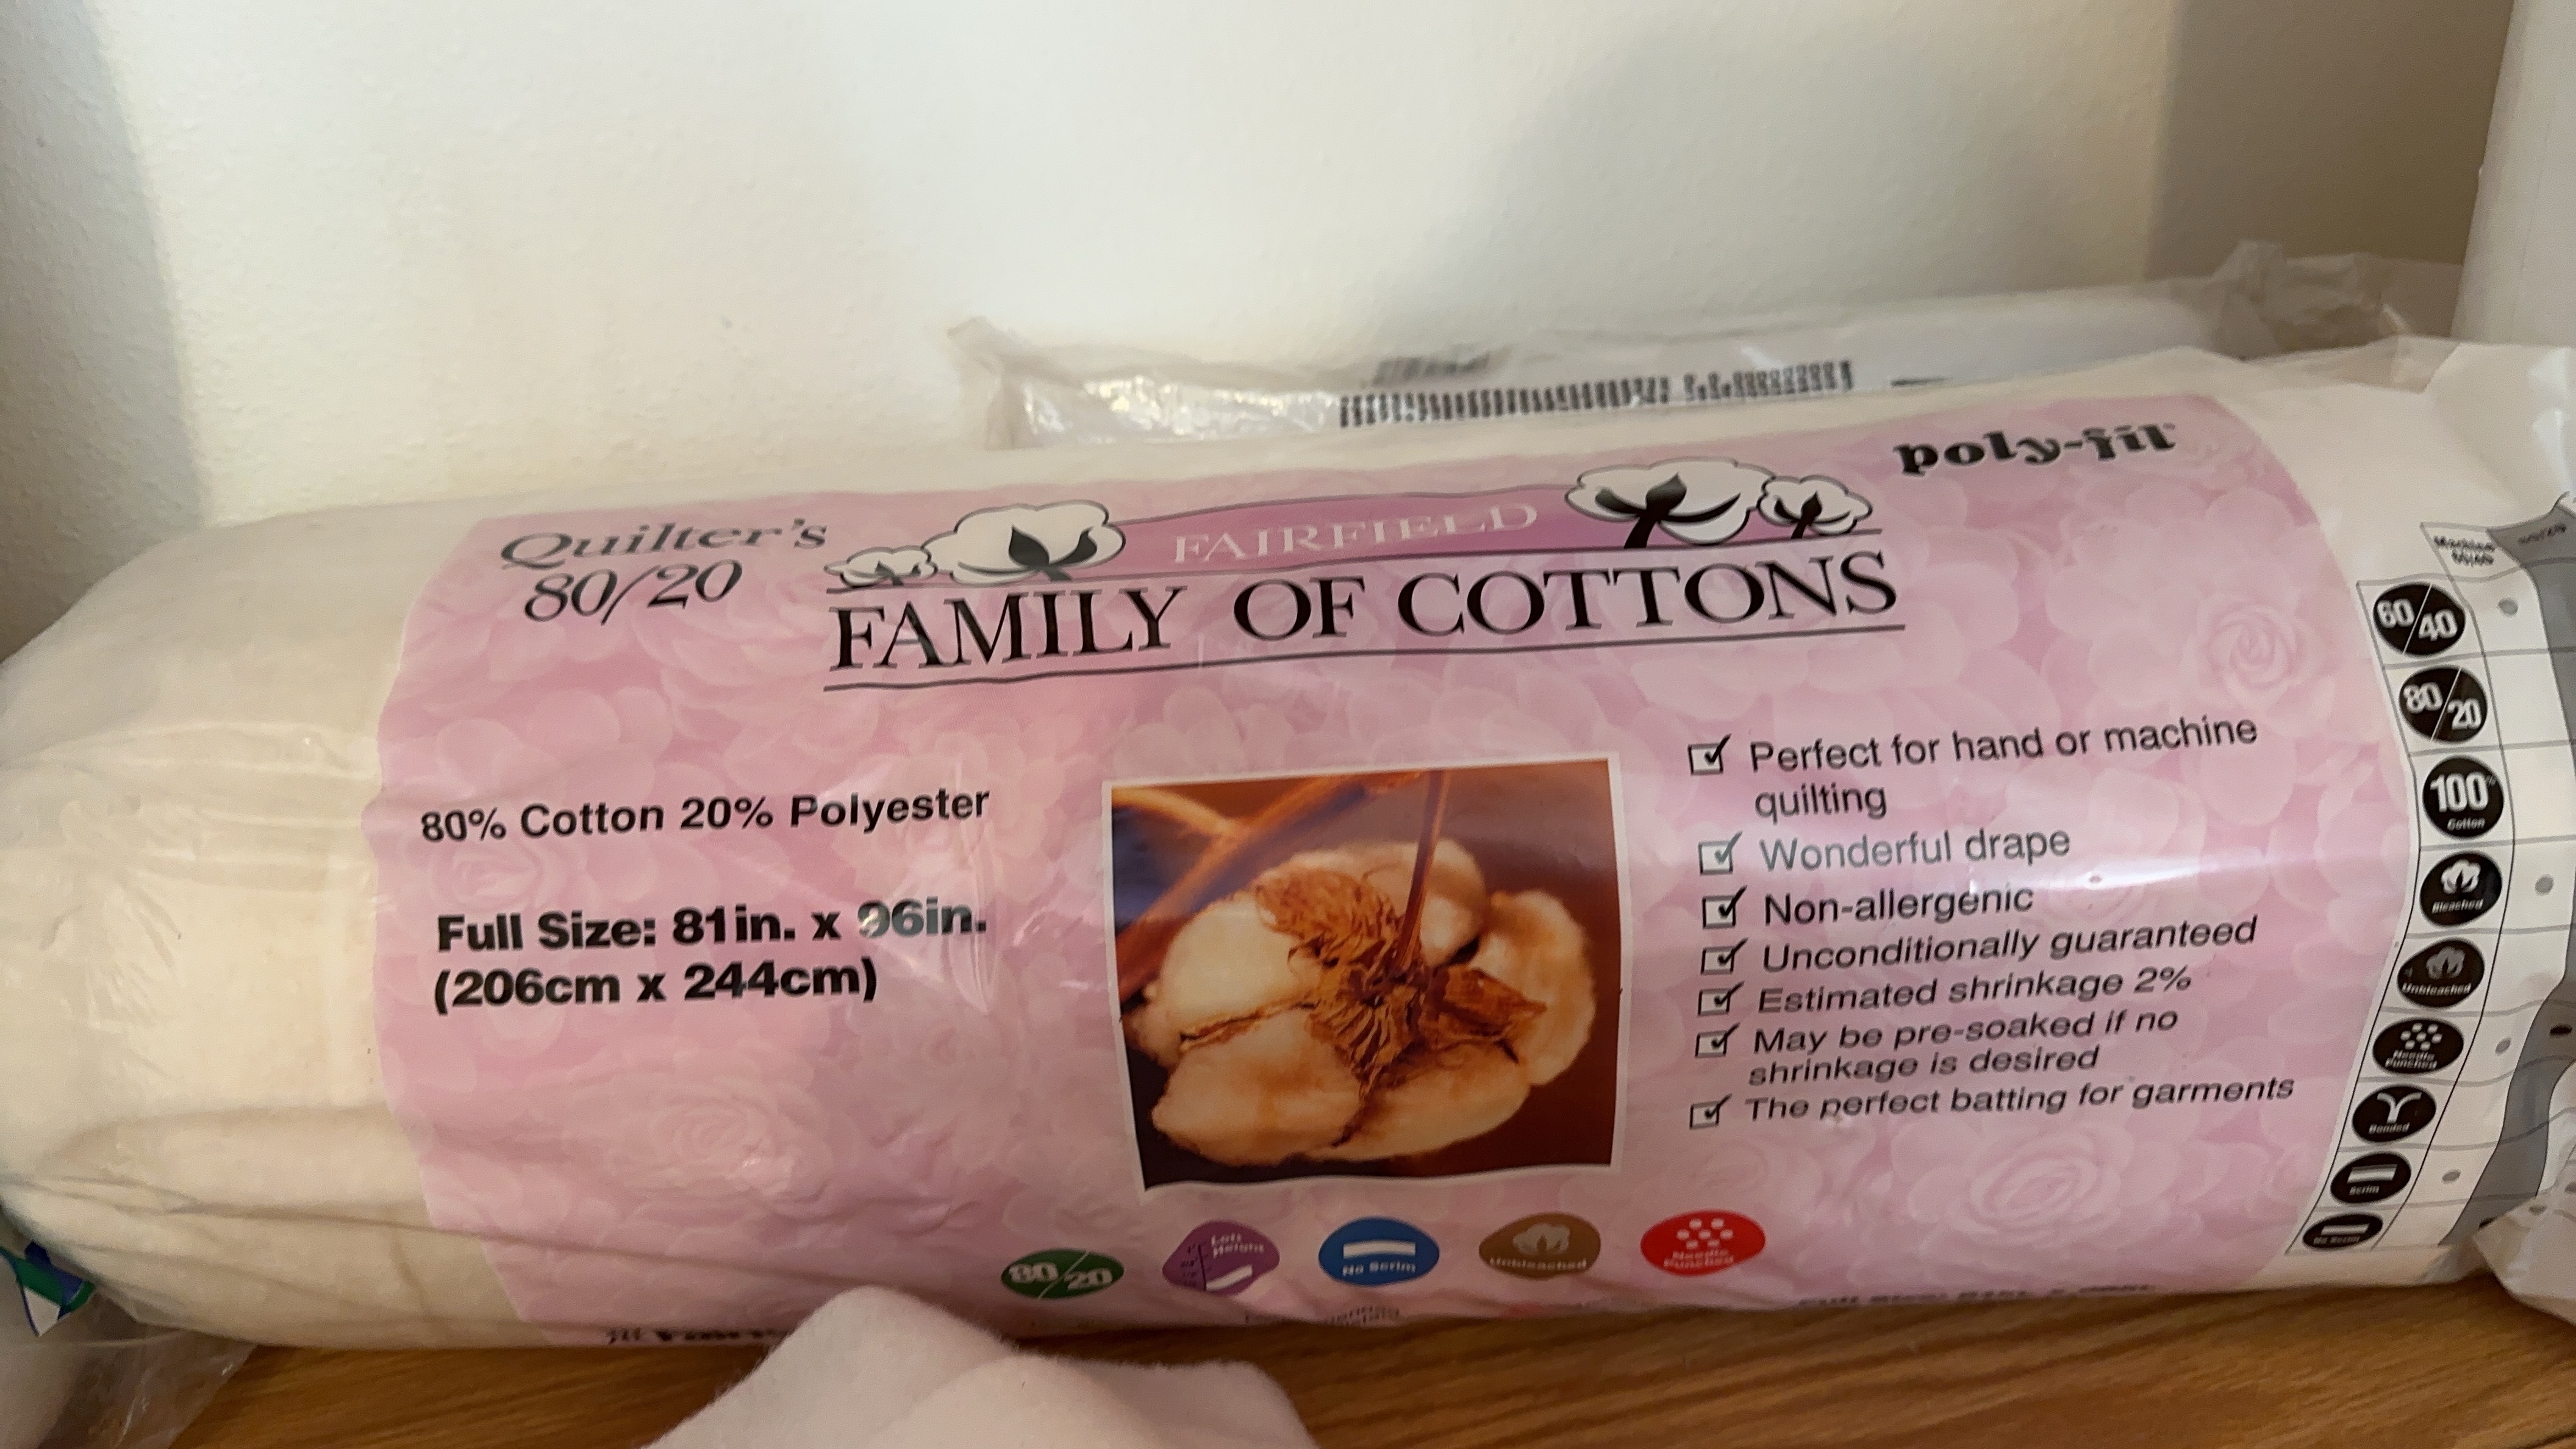 poly-fil
Quilter's
80/20
FAIRFIELD
FAMILY OF COTTONS
80% Cotton 20% Polyester
Full Size: 81in. x 96in.
(206cm x 244cm)
Perfect for hand or machine
quilting
Wonderful drape
Non-allergenic
Unconditionally guaranteed
Estimated shrinkage 2%
May be pre-soaked if no
shrinkage is desired
The perfect batting for garments
80/20
Loft
Height
No Scrim
Unbleached
Needle
Punched
Machine
60/40
60/40
80/20
100%
Cotton
Bleached
Unbleached
Needle
Punched
Bonded
Scrim
No Scrim